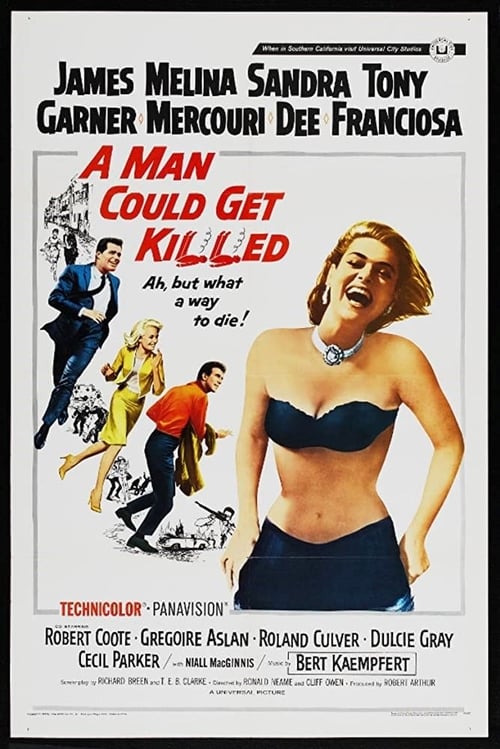 When in Southern California visit Universal City Studios
JAMES MELINA SANDRA TONY
GARNER MERCOURI DEE FRANCIOSA
A MAN
COULD GET
KILLED
Ah, but what
a way
to die!
TECHNICOLOR® PANAVISION®
CO-STARRING
ROBERT COOTE · GREGOIRE ASLAN · ROLAND CULVER · DULCIE GRAY
CECIL PARKER / with NIALL MacGINNIS / Music by BERT KAEMPFERT
Screenplay by RICHARD BREEN and T. E. B. CLARKE · Directed by RONALD NEAME and CLIFF OWEN · Produced by ROBERT ARTHUR
A UNIVERSAL PICTURE